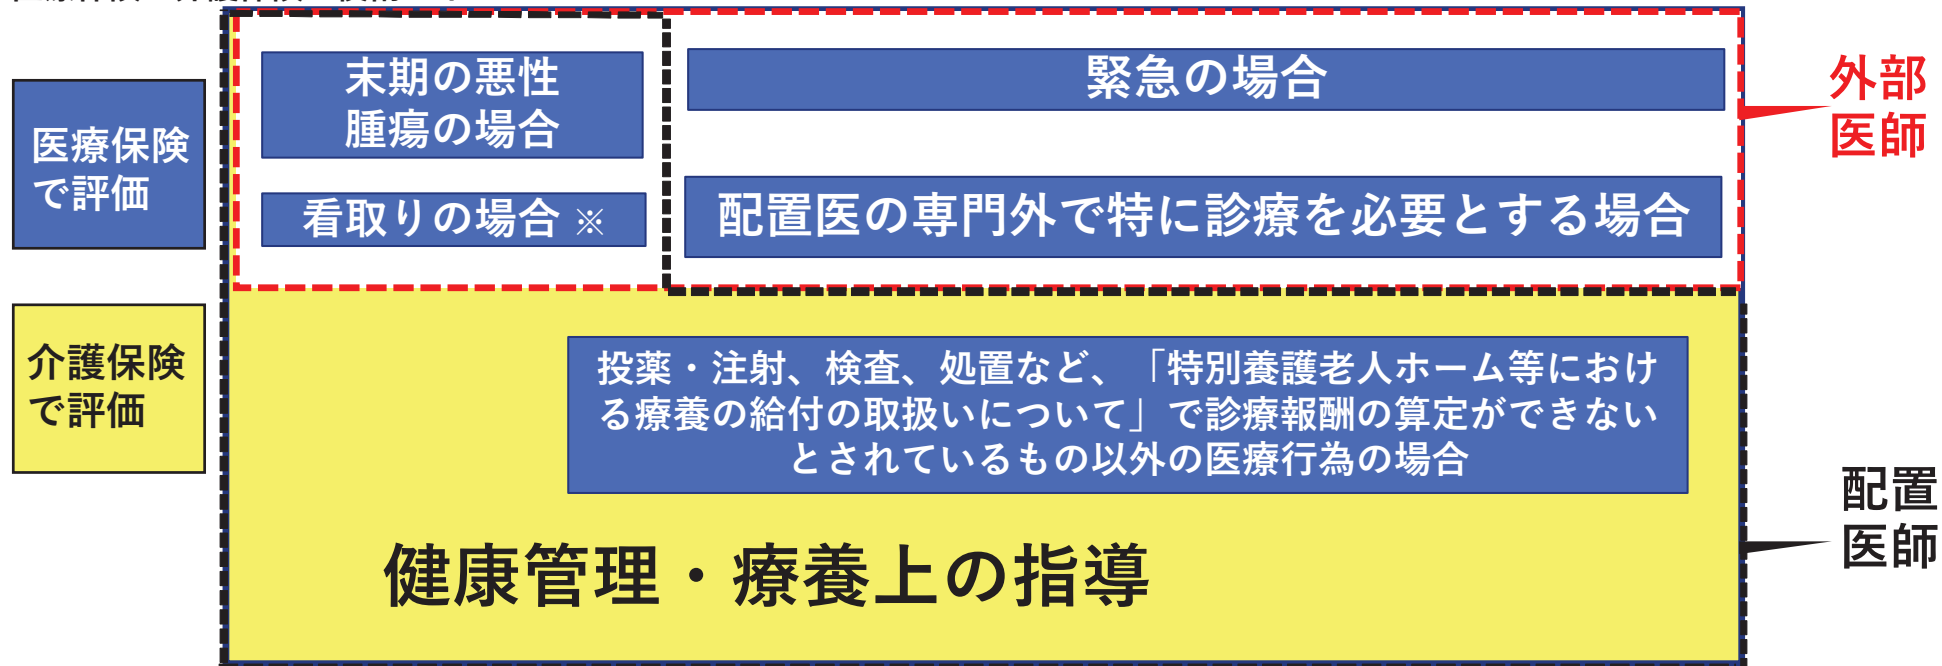 医療保険
で評価
介護保険
で評価
末期の悪性
腫瘍の場合
看取りの場合 ※
緊急の場合
配置医の専門外で特に診療を必要とする場合
外部
医師
投薬・注射、検査、処置など、「特別養護老人ホーム等におけ
る療養の給付の取扱いについて」で診療報酬の算定ができない
とされているもの以外の医療行為の場合
健康管理・療養上の指導
配置
医師